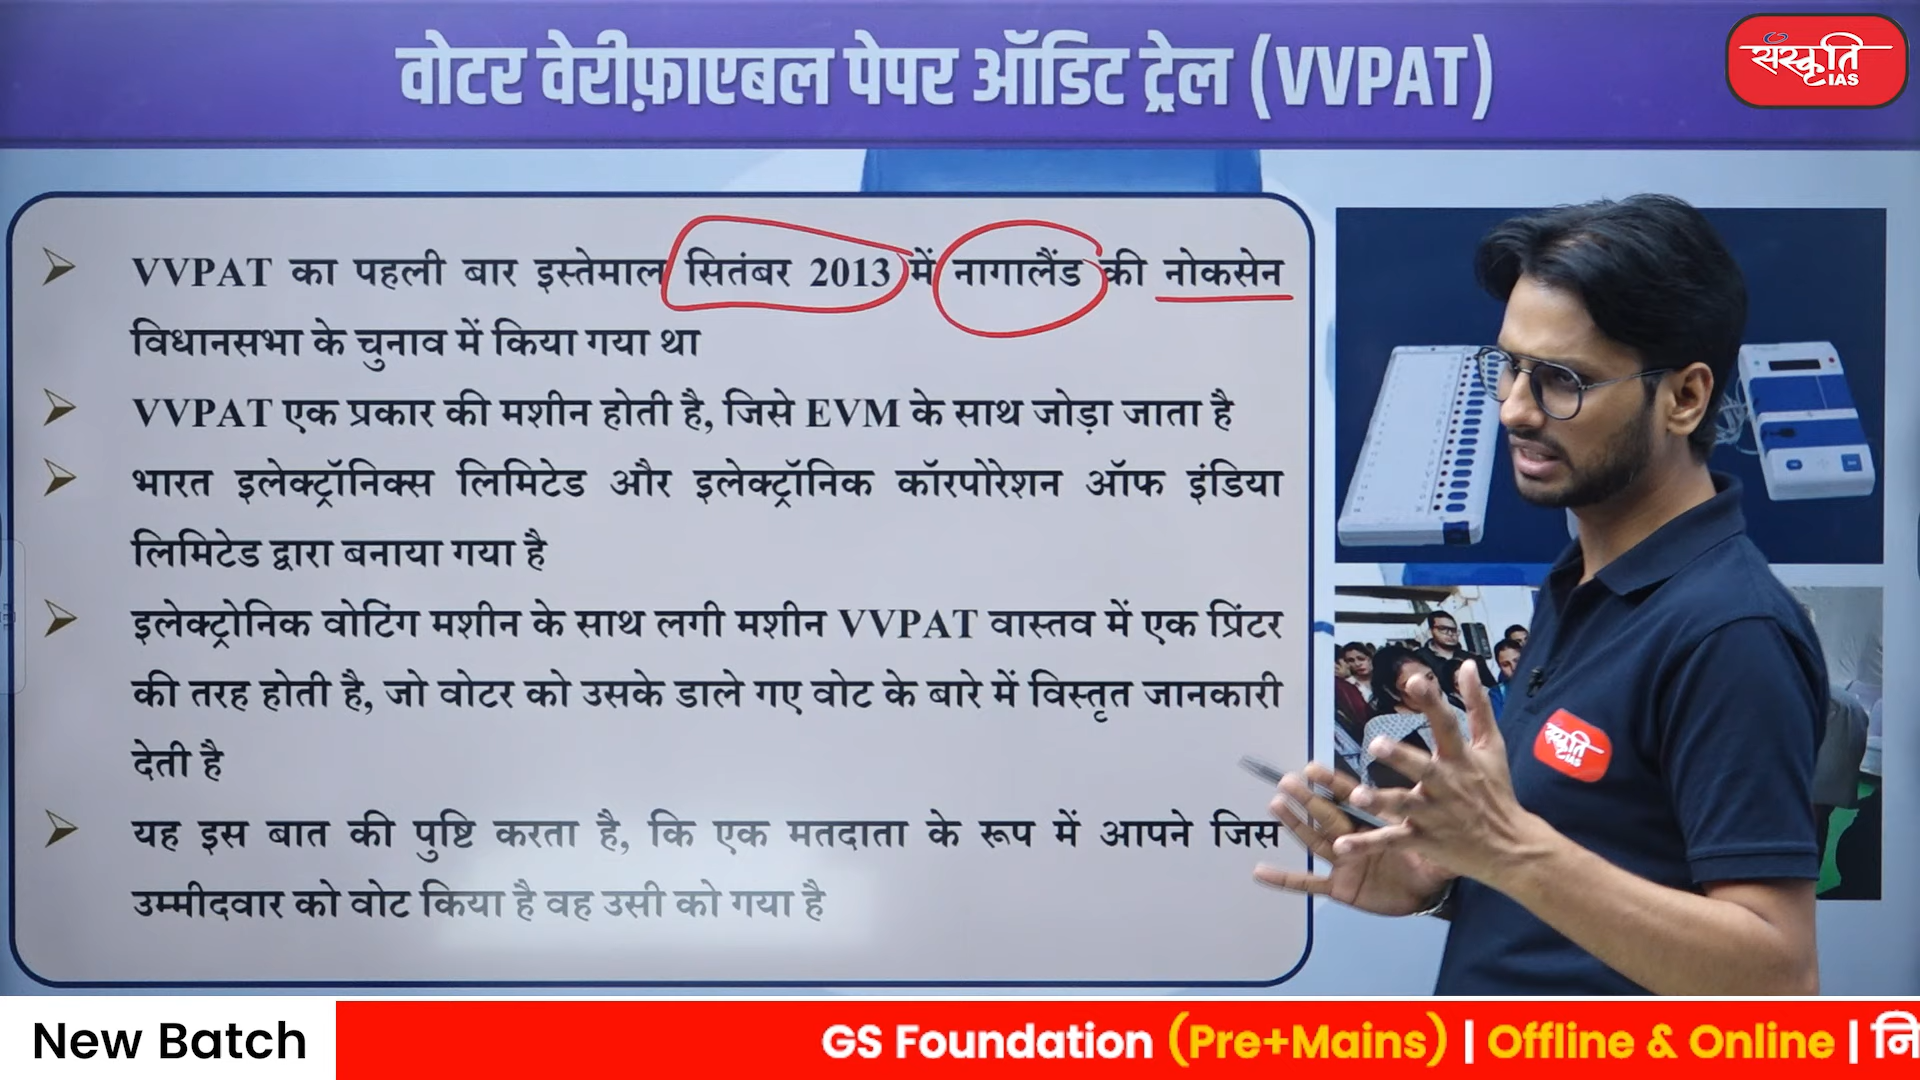 वोटर वेरीफ़ाएबल पेपर ऑडिट ट्रेल (VVPAT)
संस्कृति
IAS
VVPAT का पहली बार इस्तेमाल सितंबर 2013 में नागालैंड की नोकसेन
विधानसभा के चुनाव में किया गया था
VVPAT एक प्रकार की मशीन होती है, जिसे EVM के साथ जोड़ा जाता है
भारत इलेक्ट्रॉनिक्स लिमिटेड और इलेक्ट्रॉनिक कॉरपोरेशन ऑफ इंडिया
लिमिटेड द्वारा बनाया गया है
इलेक्ट्रोनिक वोटिंग मशीन के साथ लगी मशीन VVPAT वास्तव में एक प्रिंटर
की तरह होती है, जो वोटर को उसके डाले गए वोट के बारे में विस्तृत जानकारी
देती है
यह इस बात की पुष्टि करता है, कि एक मतदाता के रूप में आपने जिस
उम्मीदवार को वोट किया है वह उसी को गया है
संस्कृति
IAS
New Batch
GS Foundation (Pre+Mains) | Offline & Online | नि